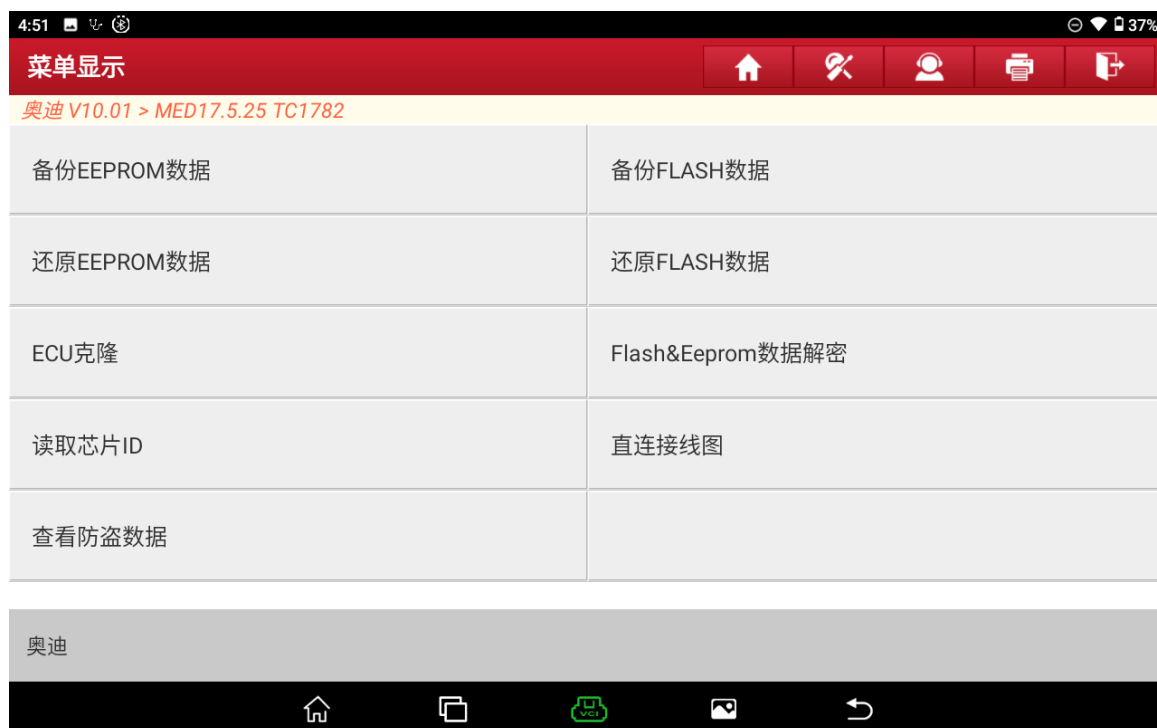 4:51
37%
菜单显示
奥迪 V10.01 > MED17.5.25 TC1782
备份EEPROM数据
备份FLASH数据
还原EEPROM数据
还原FLASH数据
ECU克隆
Flash&Eeprom数据解密
读取芯片ID
直连接线图
查看防盗数据
奥迪
VCI